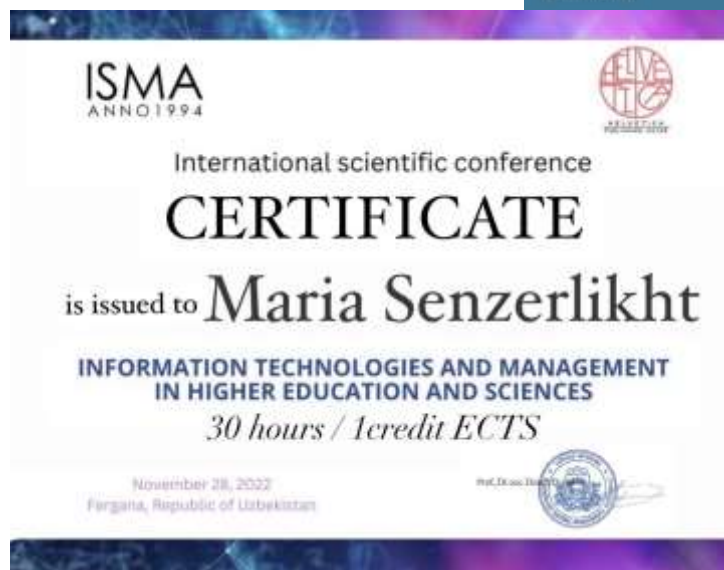 ISMA
ANNO1994
HELVETICA
International scientific conference
CERTIFICATE
is issued to Maria Senzerlikht
INFORMATION TECHNOLOGIES AND MANAGEMENT
IN HIGHER EDUCATION AND SCIENCES
30 hours / 1credit ECTS
November 28, 2022
Fergana, Republic of Uzbekistan